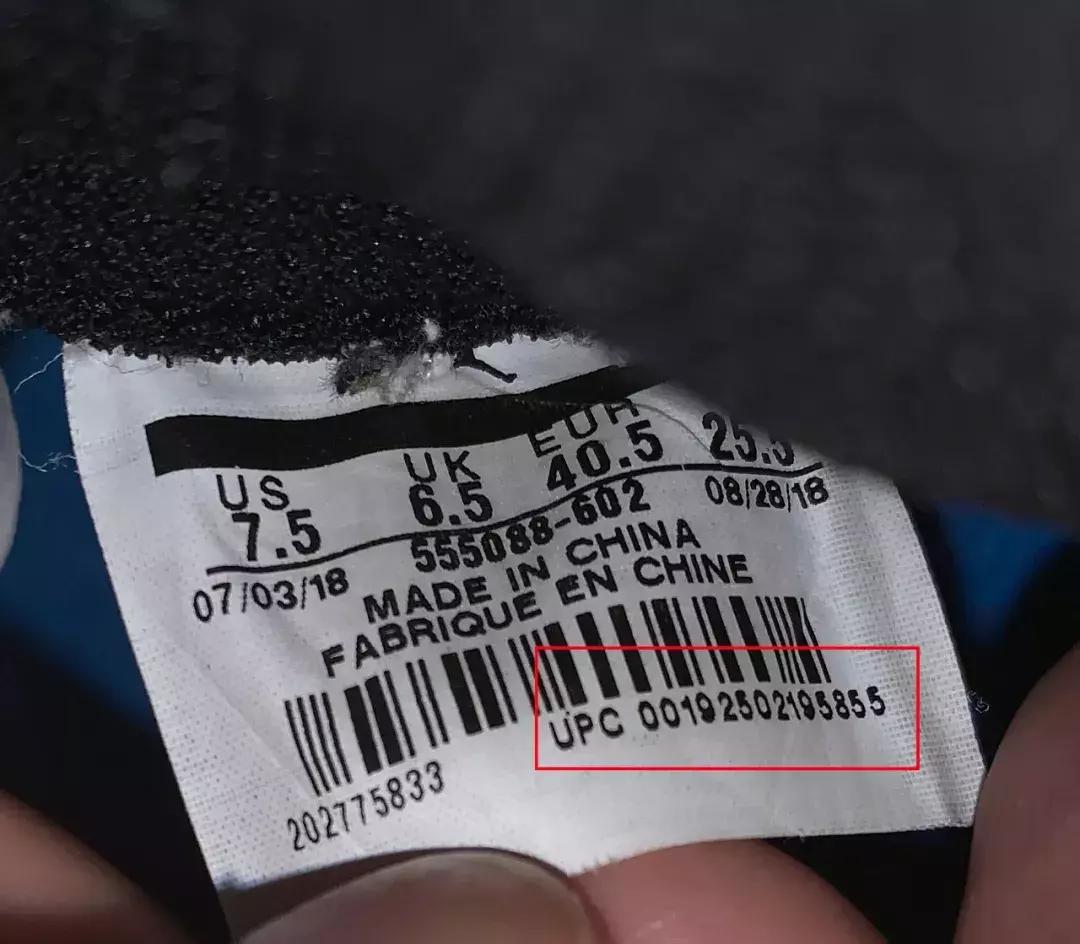 US UK EUR
7.5 6.5 40.5 25.5
07/03/18 555088-602 08/28/18
MADE IN CHINA
FABRIQUE EN CHINE
UPC 00192502195855
202775833